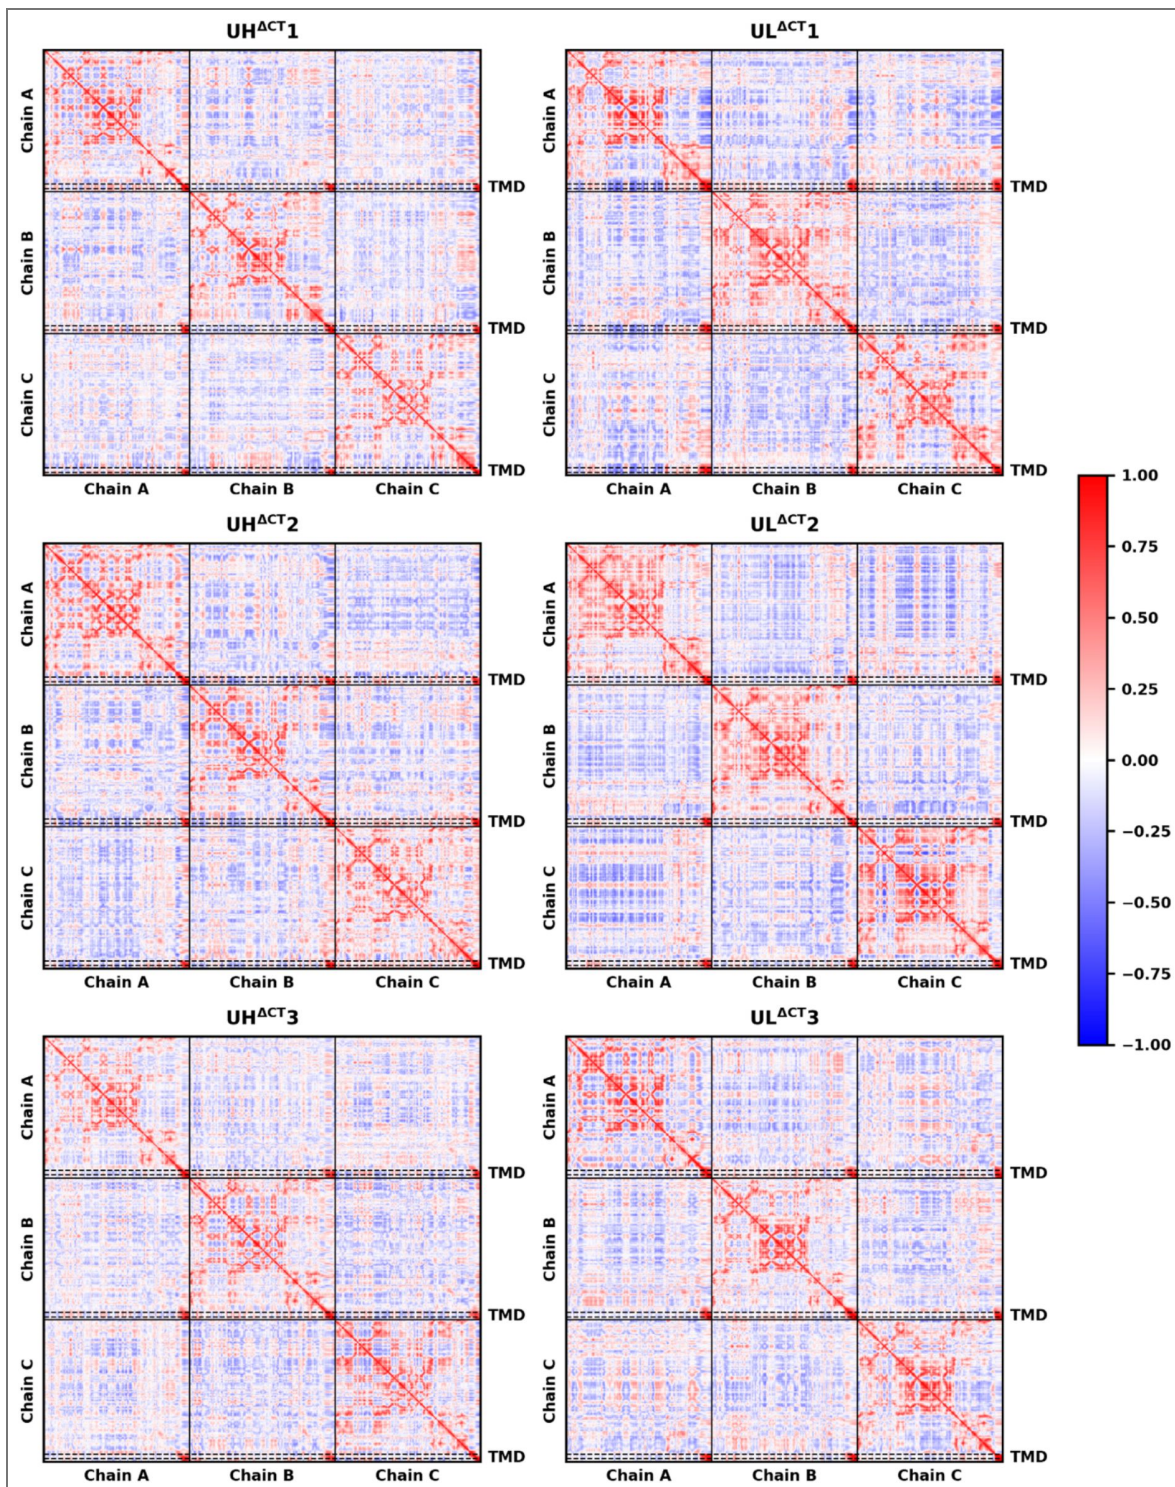 UH^ΔCT1
UL^ΔCT1
Chain A
TMD
Chain B
TMD
Chain C
TMD
Chain A Chain B Chain C
Chain A
TMD
Chain B
TMD
Chain C
TMD
Chain A Chain B Chain C
UH^ΔCT2
UL^ΔCT2
Chain A
TMD
Chain B
TMD
Chain C
TMD
Chain A Chain B Chain C
Chain A
TMD
Chain B
TMD
Chain C
TMD
Chain A Chain B Chain C
UH^ΔCT3
UL^ΔCT3
Chain A
TMD
Chain B
TMD
Chain C
TMD
Chain A Chain B Chain C
Chain A
TMD
Chain B
TMD
Chain C
TMD
Chain A Chain B Chain C
1.00
0.75
0.50
0.25
0.00
−0.25
−0.50
−0.75
−1.00